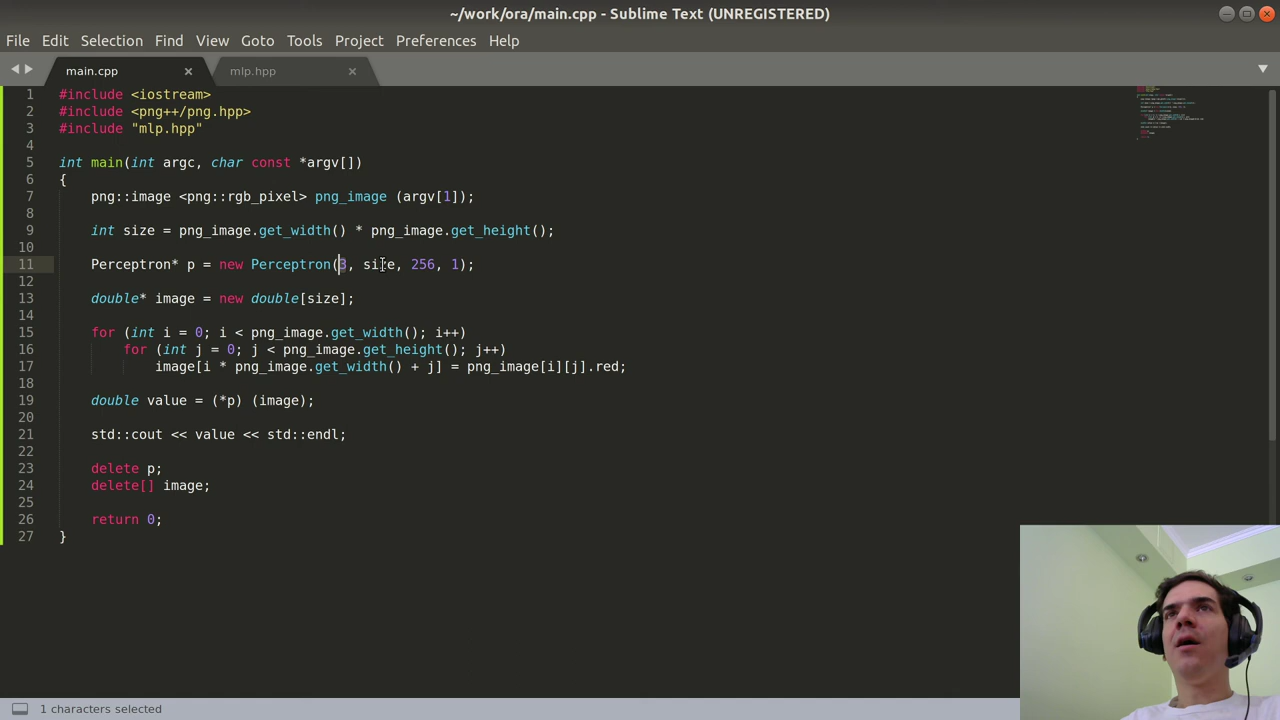 ~/work/ora/main.cpp - Sublime Text (UNREGISTERED)
File Edit Selection Find View Goto Tools Project Preferences Help
main.cpp mlp.hpp
1 #include <iostream>
2 #include <png++/png.hpp>
3 #include "mlp.hpp"
4
5 int main(int argc, char const *argv[])
6 {
7 png::image <png::rgb_pixel> png_image (argv[1]);
8
9 int size = png_image.get_width() * png_image.get_height();
10
11 Perceptron* p = new Perceptron(3, size, 256, 1);
12
13 double* image = new double[size];
14
15 for (int i = 0; i < png_image.get_width(); i++)
16 for (int j = 0; j < png_image.get_height(); j++)
17 image[i * png_image.get_width() + j] = png_image[i][j].red;
18
19 double value = (*p) (image);
20
21 std::cout << value << std::endl;
22
23 delete p;
24 delete[] image;
25
26 return 0;
27 }
1 characters selected